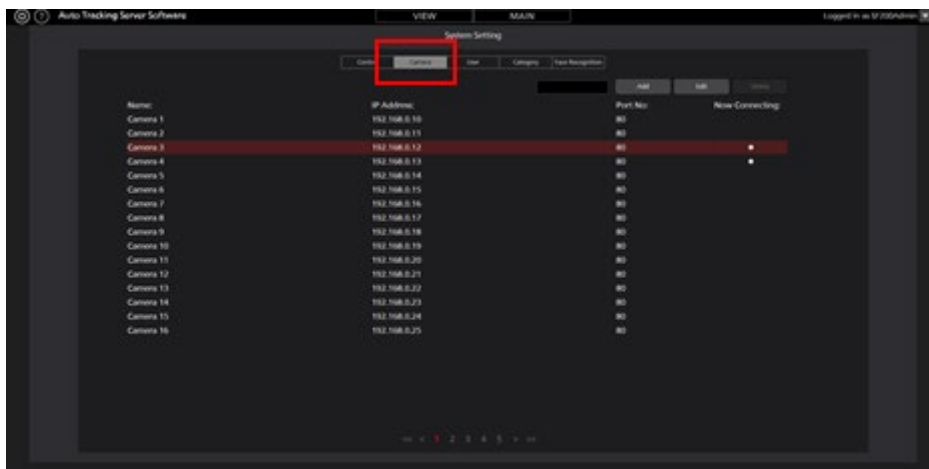 Auto Tracking Server Software VIEW MAIN Logged in as SF200Admin
System Setting
Control Camera User Category Face Recognition
Add Edit Delete
Name: IP Address: Port No: Now Connecting:
Camera 1 192.168.0.10 80
Camera 2 192.168.0.11 80
Camera 3 192.168.0.12 80
Camera 4 192.168.0.13 80
Camera 5 192.168.0.14 80
Camera 6 192.168.0.15 80
Camera 7 192.168.0.16 80
Camera 8 192.168.0.17 80
Camera 9 192.168.0.18 80
Camera 10 192.168.0.19 80
Camera 11 192.168.0.20 80
Camera 12 192.168.0.21 80
Camera 13 192.168.0.22 80
Camera 14 192.168.0.23 80
Camera 15 192.168.0.24 80
Camera 16 192.168.0.25 80
<< < 1 2 3 4 5 > >>